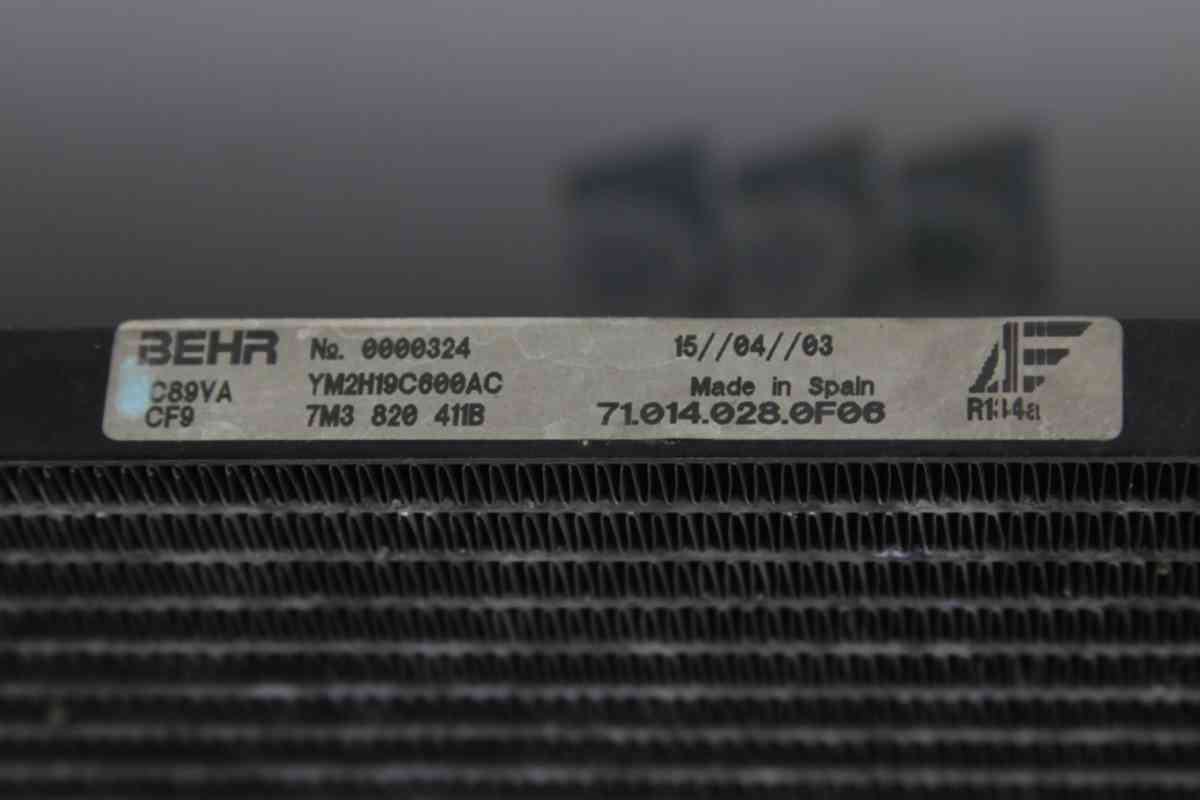 BEHR № 0000324 15//04//03
C89VA YM2H19C600AC Made in Spain
CF9 7M3 820 411B 71.014.028.0F06 R134a